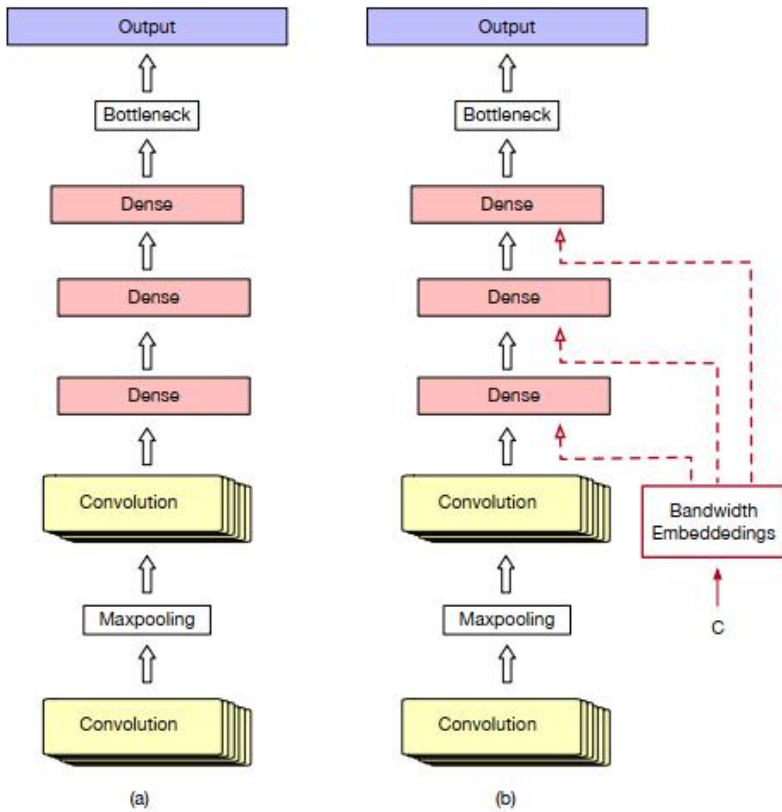 Output
Bottleneck
Dense
Dense
Dense
Convolution
Maxpooling
Convolution
(a)
Output
Bottleneck
Dense
Dense
Dense
Convolution
Maxpooling
Convolution
(b)
Bandwidth
Embeddedings
C